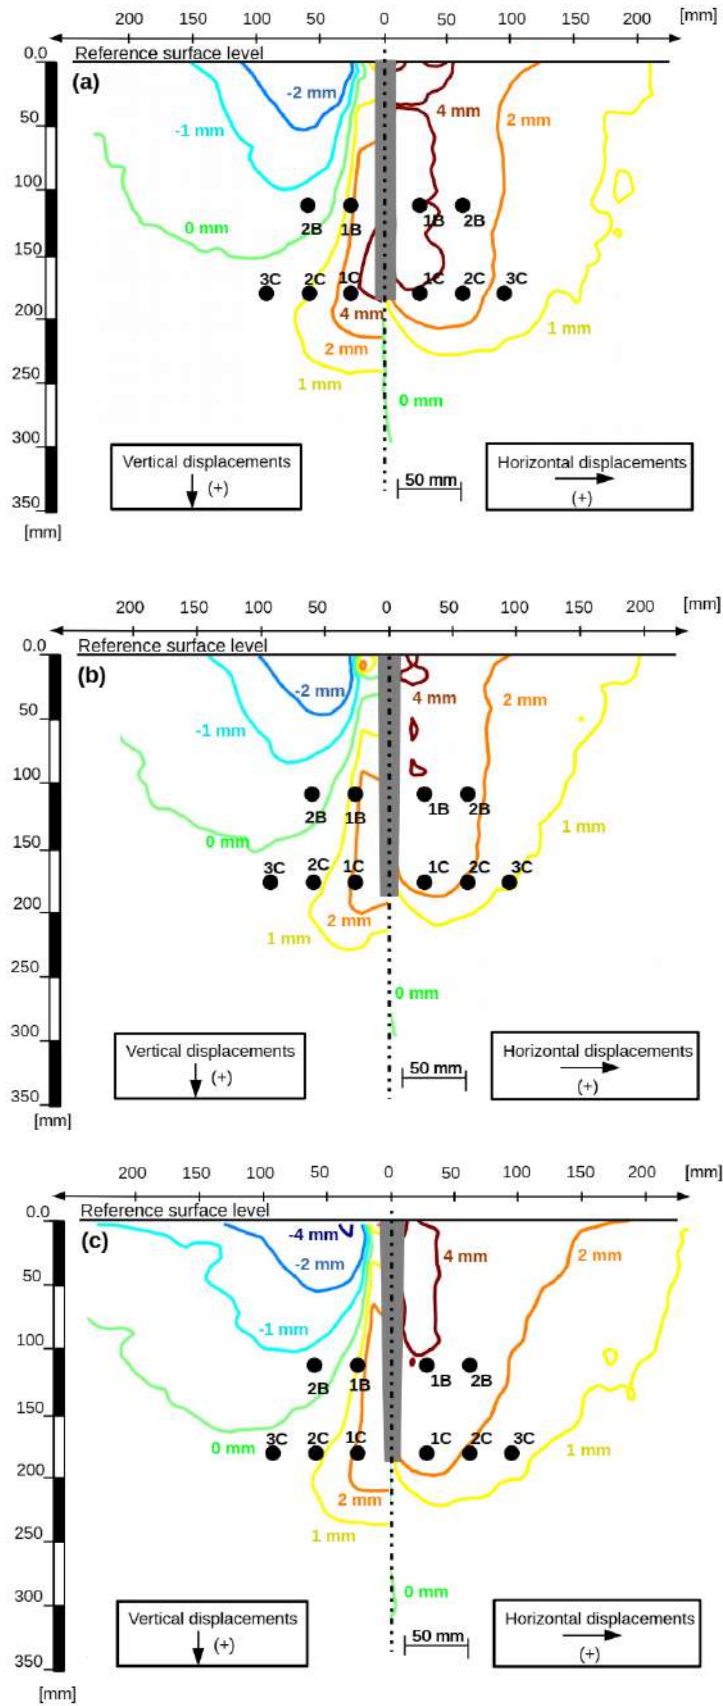 200 150 100 50 0 50 100 150 200 [mm]
Reference surface level
0.0
(a)
-2 mm
4 mm
2 mm
50
-1 mm
100
0 mm
2B 1B 1B 2B
150
3C 2C 1C 1C 2C 3C
200
4 mm
2 mm
1 mm
1 mm
250
0 mm
300
Vertical displacements
(+)
50 mm
Horizontal displacements
(+)
350
[mm]
200 150 100 50 0 50 100 150 200 [mm]
Reference surface level
0.0
(b)
-2 mm
4 mm
2 mm
50
-1 mm
100
2B 1B 1B 2B
1 mm
0 mm
150
3C 2C 1C 1C 2C 3C
200
2 mm
1 mm
250
0 mm
300
Vertical displacements
(+)
50 mm
Horizontal displacements
(+)
350
[mm]
200 150 100 50 0 50 100 150 200 [mm]
Reference surface level
0.0
(c)
-4 mm
-2 mm
4 mm
2 mm
50
-1 mm
100
2B 1B 1B 2B
150
0 mm
3C 2C 1C 1C 2C 3C
1 mm
200
2 mm
1 mm
250
0 mm
300
Vertical displacements
(+)
50 mm
Horizontal displacements
(+)
350
[mm]